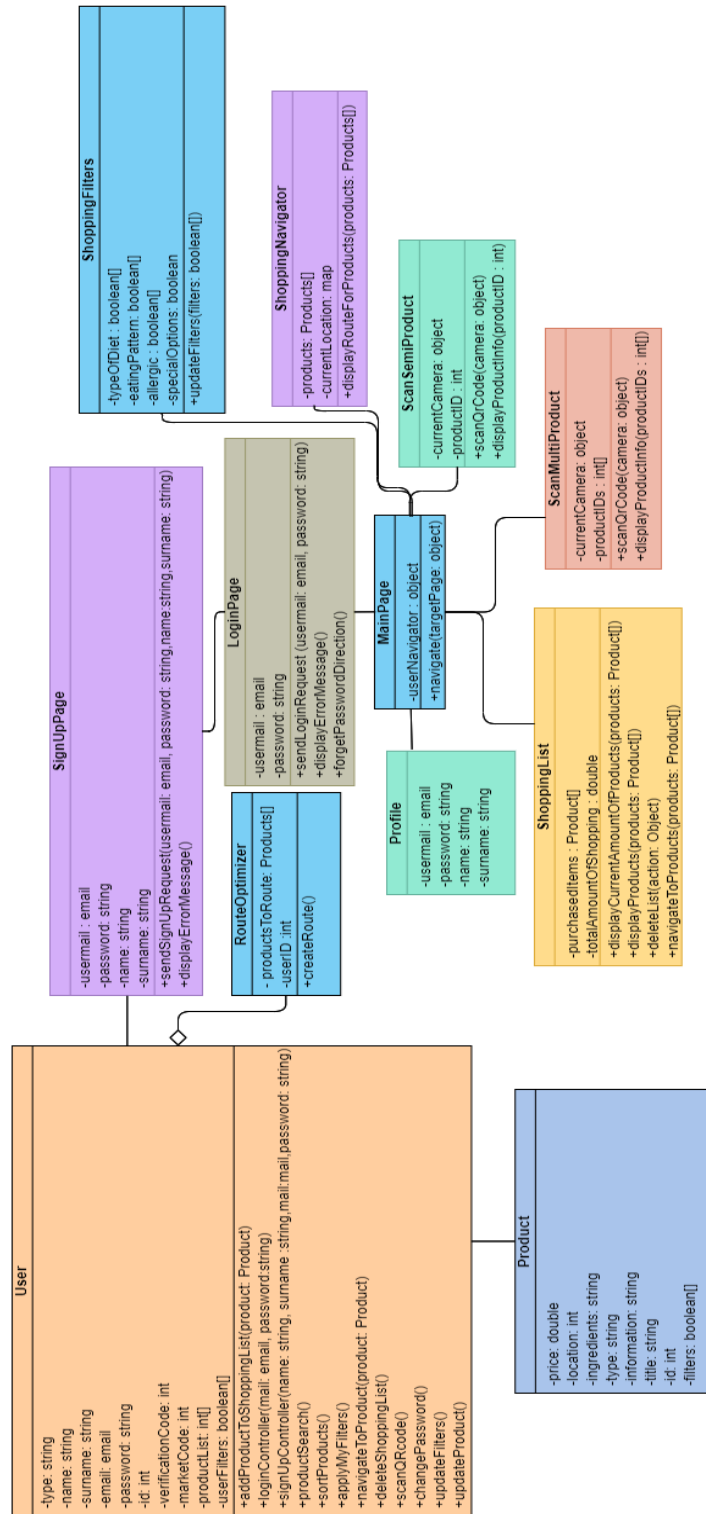 User
-type: string
-name: string
-surname: string
-email: email
-password: string
-id: int
-verificationCode: int
-marketCode: int
-productList: int[]
-userFilters: boolean[]
+addProductToShoppingList(product: Product)
+loginController(mail: email, password:string)
+signUpController(name: string, surname :string,mail:mail,password: string)
+productSearch()
+sortProducts()
+applyMyFilters()
+navigateToProduct(product: Product)
+deleteShoppingList()
+scanQRcode()
+changePassword()
+updateFilters()
+updateProduct()
SignUpPage
-usermail : email
-password: string
-name: string
-surname: string
+sendSignUpRequest(usermail: email, password: string,name:string,surname: string)
+displayErrorMessage()
ShoppingFilters
-typeOfDiet : boolean[]
-eatingPattern: boolean[]
-allergic : boolean[]
-specialOptions: boolean
+updateFilters(filters: boolean[])
RouteOptimizer
- productsToRoute: Products[]
-userID :int
+createRoute()
LoginPage
-usermail : email
-password: string
+sendLoginRequest (usermail: email, password: string)
+displayErrorMessage()
+forgetPasswordDirection()
ShoppingNavigator
-products: Products[]
-currentLocation: map
+displayRouteForProducts(products: Products[])
Profile
-usermail : email
-password: string
-name: string
-surname: string
MainPage
-userNavigator : object
+navigate(targetPage: object)
ScanSemiProduct
-currentCamera: object
-productID : int
+scanQrCode(camera: object)
+displayProductInfo(productID : int)
Product
-price: double
-location: int
-ingredients: string
-type: string
-information: string
-title: string
-id: int
-filters: boolean[]
ShoppingList
-purchasedItems : Product[]
-totalAmountOfShopping : double
+displayCurrentAmountOfProducts(products: Product[])
+displayProducts(products: Product[])
+deleteList(action: Object)
+navigateToProducts(products: Product[])
ScanMultiProduct
-currentCamera: object
-productIDs : int[]
+scanQrCode(camera: object)
+displayProductInfo(productIDs : int[])